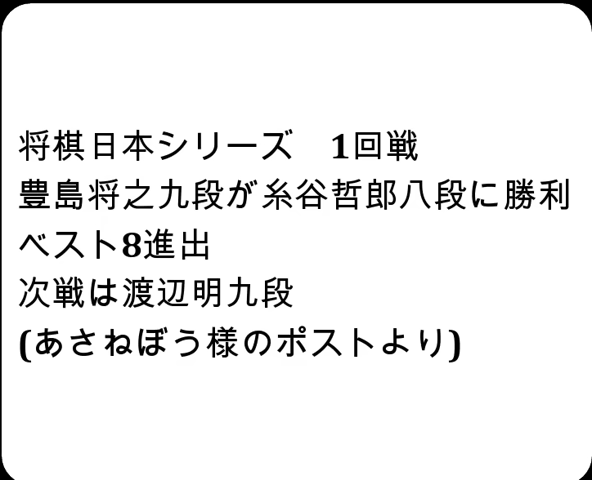 将棋日本シリーズ　1回戦
豊島将之九段が糸谷哲郎八段に勝利
ベスト8進出
次戦は渡辺明九段
(あさねぼう様のポストより)